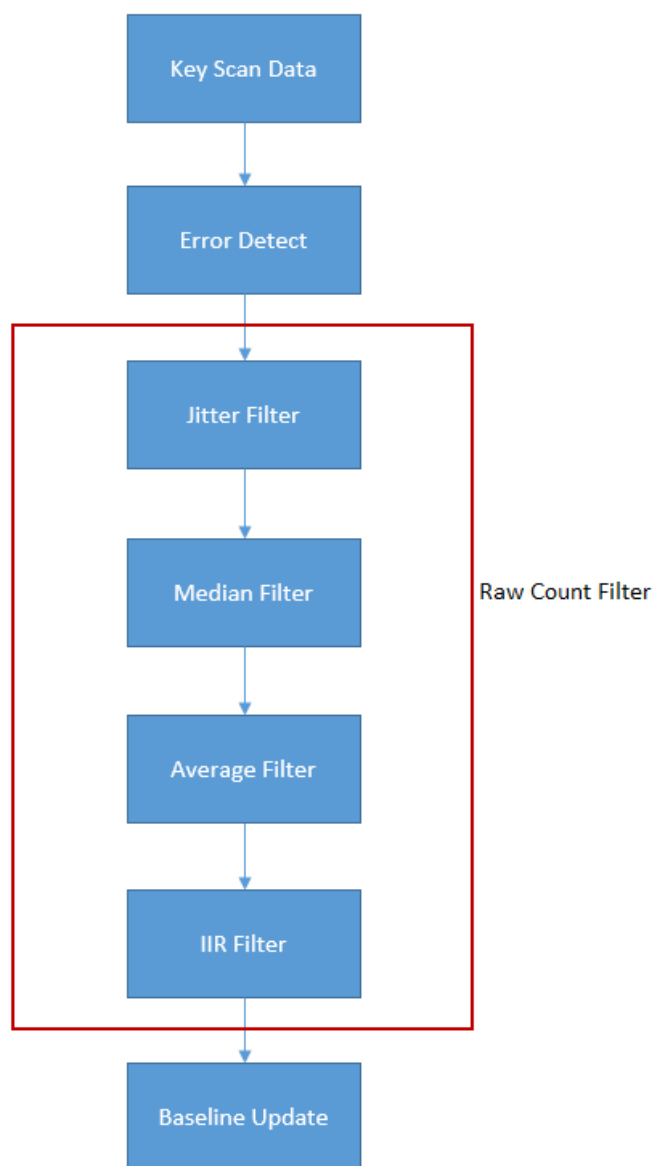 Key Scan Data
Error Detect
Jitter Filter
Median Filter
Raw Count Filter
Average Filter
IIR Filter
Baseline Update